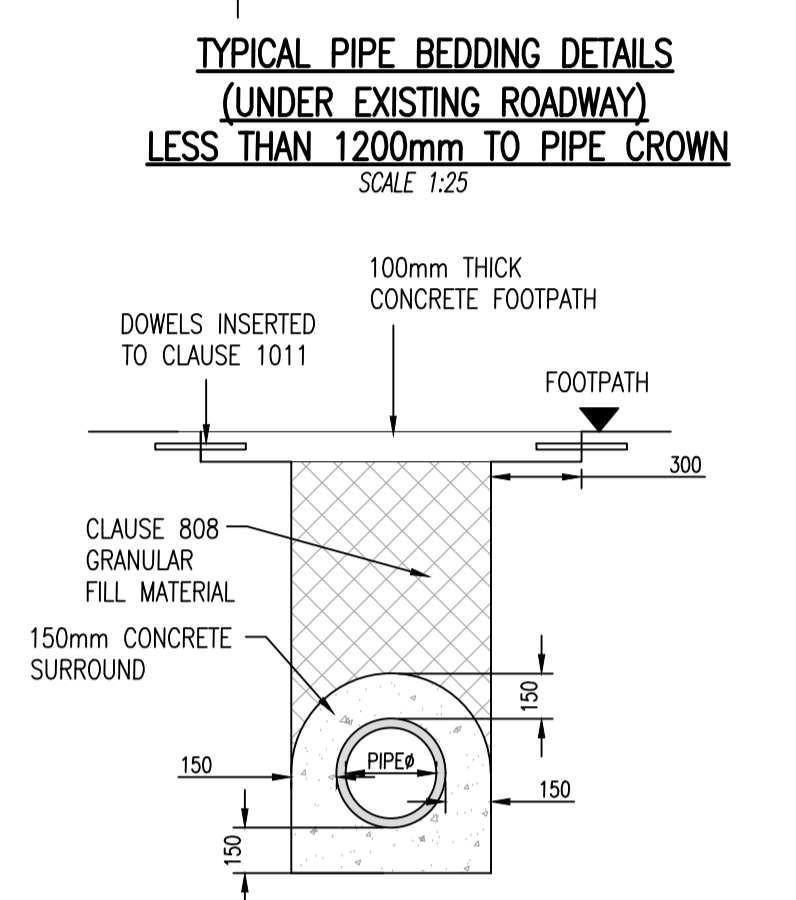 TYPICAL PIPE BEDDING DETAILS
(UNDER EXISTING ROADWAY)
LESS THAN 1200mm TO PIPE CROWN
SCALE 1:25
100mm THICK
CONCRETE FOOTPATH
DOWELS INSERTED
TO CLAUSE 1011
FOOTPATH
300
CLAUSE 808
GRANULAR
FILL MATERIAL
150mm CONCRETE
SURROUND
150
150
PIPEø
150
150